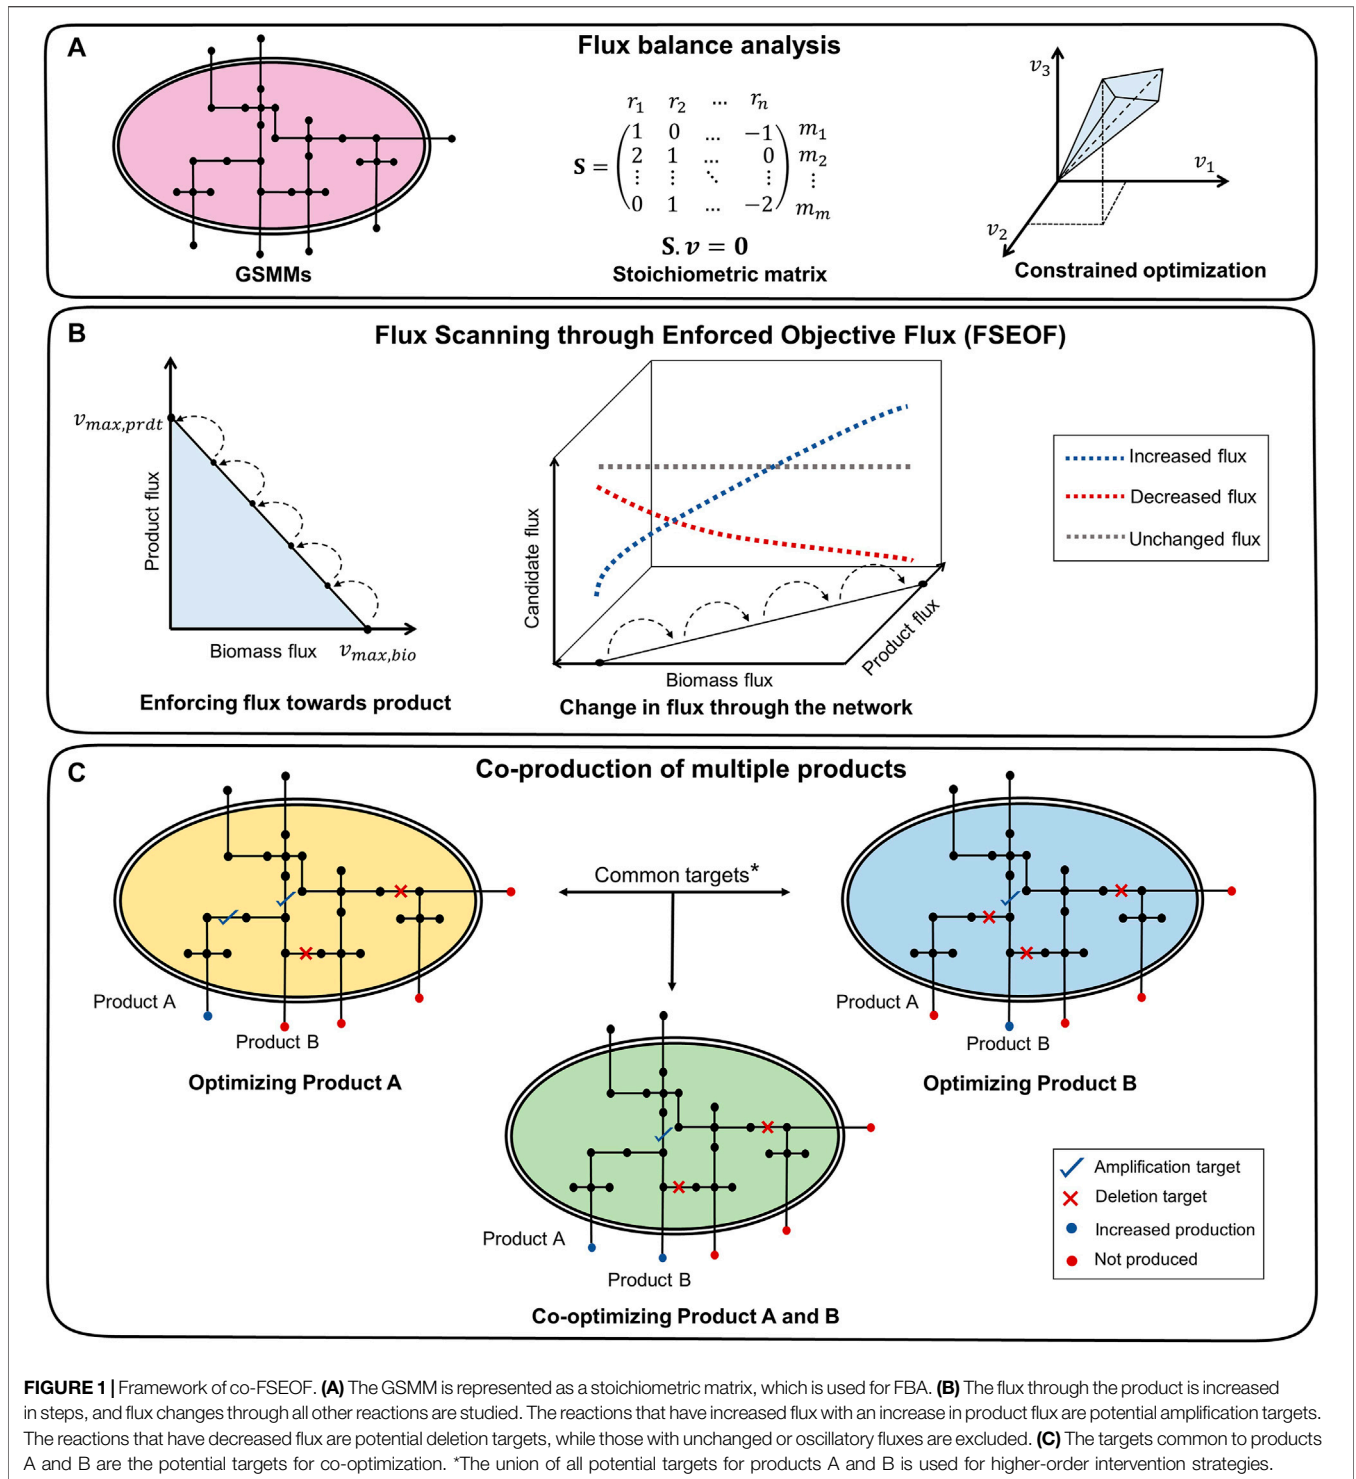 A
Flux balance analysis
r1 r2 ... rn
S =
1 0 ... −1 m1
2 1 ... 0 m2
⋮ ⋮ ⋱ ⋮ ⋮
0 1 ... −2 mm
S. v = 0
v3
v1
v2
GSMMs
Stoichiometric matrix
Constrained optimization
B
Flux Scanning through Enforced Objective Flux (FSEOF)
vmax,prdt
Product flux
Biomass flux
vmax,bio
Enforcing flux towards product
Candidate flux
Biomass flux
Product flux
Change in flux through the network
Increased flux
Decreased flux
Unchanged flux
C
Co-production of multiple products
Common targets*
Product A
Product B
Optimizing Product A
Product A
Product B
Optimizing Product B
Product A
Product B
Co-optimizing Product A and B
Amplification target
Deletion target
Increased production
Not produced
FIGURE 1 | Framework of co-FSEOF. (A) The GSMM is represented as a stoichiometric matrix, which is used for FBA. (B) The flux through the product is increased
in steps, and flux changes through all other reactions are studied. The reactions that have increased flux with an increase in product flux are potential amplification targets.
The reactions that have decreased flux are potential deletion targets, while those with unchanged or oscillatory fluxes are excluded. (C) The targets common to products
A and B are the potential targets for co-optimization. *The union of all potential targets for products A and B is used for higher-order intervention strategies.